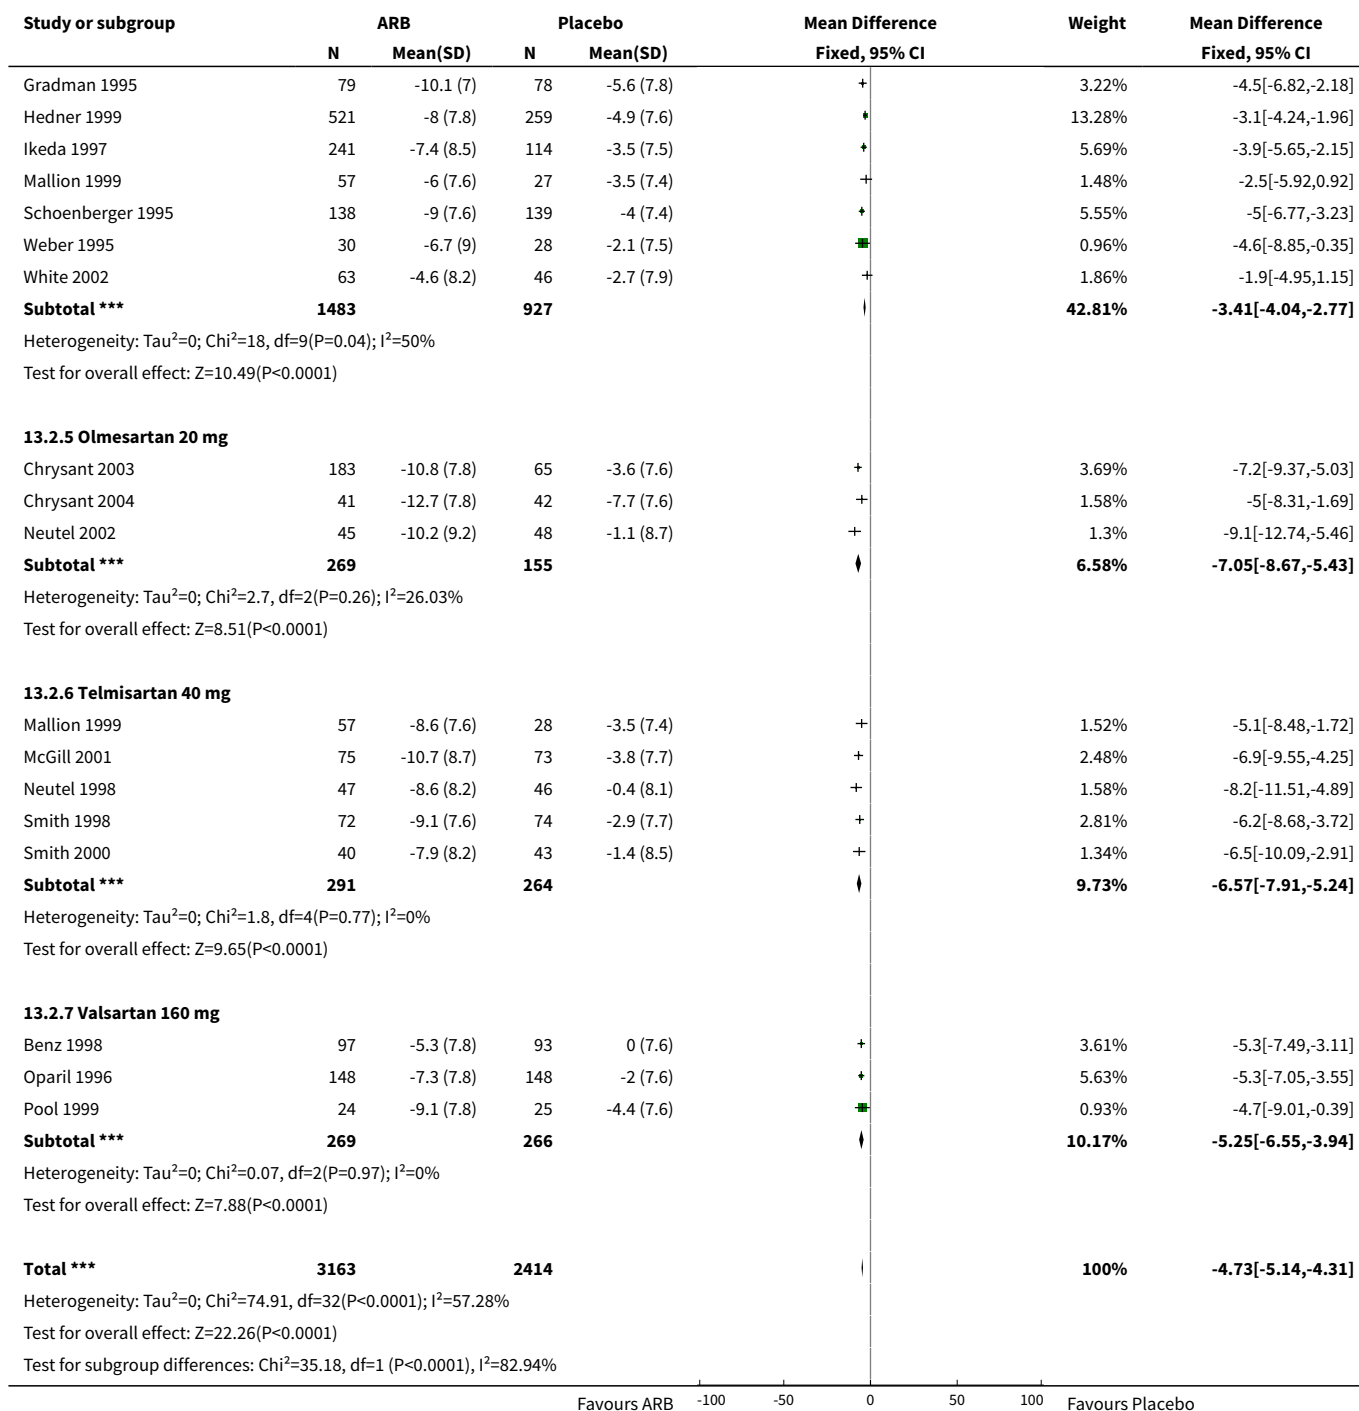 Study or subgroup ARB Placebo Mean Difference Weight Mean Difference
N Mean(SD) N Mean(SD) Fixed, 95% CI Fixed, 95% CI
Gradman 1995 79 -10.1 (7) 78 -5.6 (7.8) 3.22% -4.5[-6.82,-2.18]
Hedner 1999 521 -8 (7.8) 259 -4.9 (7.6) 13.28% -3.1[-4.24,-1.96]
Ikeda 1997 241 -7.4 (8.5) 114 -3.5 (7.5) 5.69% -3.9[-5.65,-2.15]
Mallion 1999 57 -6 (7.6) 27 -3.5 (7.4) 1.48% -2.5[-5.92,0.92]
Schoenberger 1995 138 -9 (7.6) 139 -4 (7.4) 5.55% -5[-6.77,-3.23]
Weber 1995 30 -6.7 (9) 28 -2.1 (7.5) 0.96% -4.6[-8.85,-0.35]
White 2002 63 -4.6 (8.2) 46 -2.7 (7.9) 1.86% -1.9[-4.95,1.15]
Subtotal *** 1483 927 42.81% -3.41[-4.04,-2.77]
Heterogeneity: Tau²=0; Chi²=18, df=9(P=0.04); I²=50%
Test for overall effect: Z=10.49(P<0.0001)
13.2.5 Olmesartan 20 mg
Chrysant 2003 183 -10.8 (7.8) 65 -3.6 (7.6) 3.69% -7.2[-9.37,-5.03]
Chrysant 2004 41 -12.7 (7.8) 42 -7.7 (7.6) 1.58% -5[-8.31,-1.69]
Neutel 2002 45 -10.2 (9.2) 48 -1.1 (8.7) 1.3% -9.1[-12.74,-5.46]
Subtotal *** 269 155 6.58% -7.05[-8.67,-5.43]
Heterogeneity: Tau²=0; Chi²=2.7, df=2(P=0.26); I²=26.03%
Test for overall effect: Z=8.51(P<0.0001)
13.2.6 Telmisartan 40 mg
Mallion 1999 57 -8.6 (7.6) 28 -3.5 (7.4) 1.52% -5.1[-8.48,-1.72]
McGill 2001 75 -10.7 (8.7) 73 -3.8 (7.7) 2.48% -6.9[-9.55,-4.25]
Neutel 1998 47 -8.6 (8.2) 46 -0.4 (8.1) 1.58% -8.2[-11.51,-4.89]
Smith 1998 72 -9.1 (7.6) 74 -2.9 (7.7) 2.81% -6.2[-8.68,-3.72]
Smith 2000 40 -7.9 (8.2) 43 -1.4 (8.5) 1.34% -6.5[-10.09,-2.91]
Subtotal *** 291 264 9.73% -6.57[-7.91,-5.24]
Heterogeneity: Tau²=0; Chi²=1.8, df=4(P=0.77); I²=0%
Test for overall effect: Z=9.65(P<0.0001)
13.2.7 Valsartan 160 mg
Benz 1998 97 -5.3 (7.8) 93 0 (7.6) 3.61% -5.3[-7.49,-3.11]
Oparil 1996 148 -7.3 (7.8) 148 -2 (7.6) 5.63% -5.3[-7.05,-3.55]
Pool 1999 24 -9.1 (7.8) 25 -4.4 (7.6) 0.93% -4.7[-9.01,-0.39]
Subtotal *** 269 266 10.17% -5.25[-6.55,-3.94]
Heterogeneity: Tau²=0; Chi²=0.07, df=2(P=0.97); I²=0%
Test for overall effect: Z=7.88(P<0.0001)
Total *** 3163 2414 100% -4.73[-5.14,-4.31]
Heterogeneity: Tau²=0; Chi²=74.91, df=32(P<0.0001); I²=57.28%
Test for overall effect: Z=22.26(P<0.0001)
Test for subgroup differences: Chi²=35.18, df=1 (P<0.0001), I²=82.94%
Favours ARB -100 -50 0 50 100 Favours Placebo